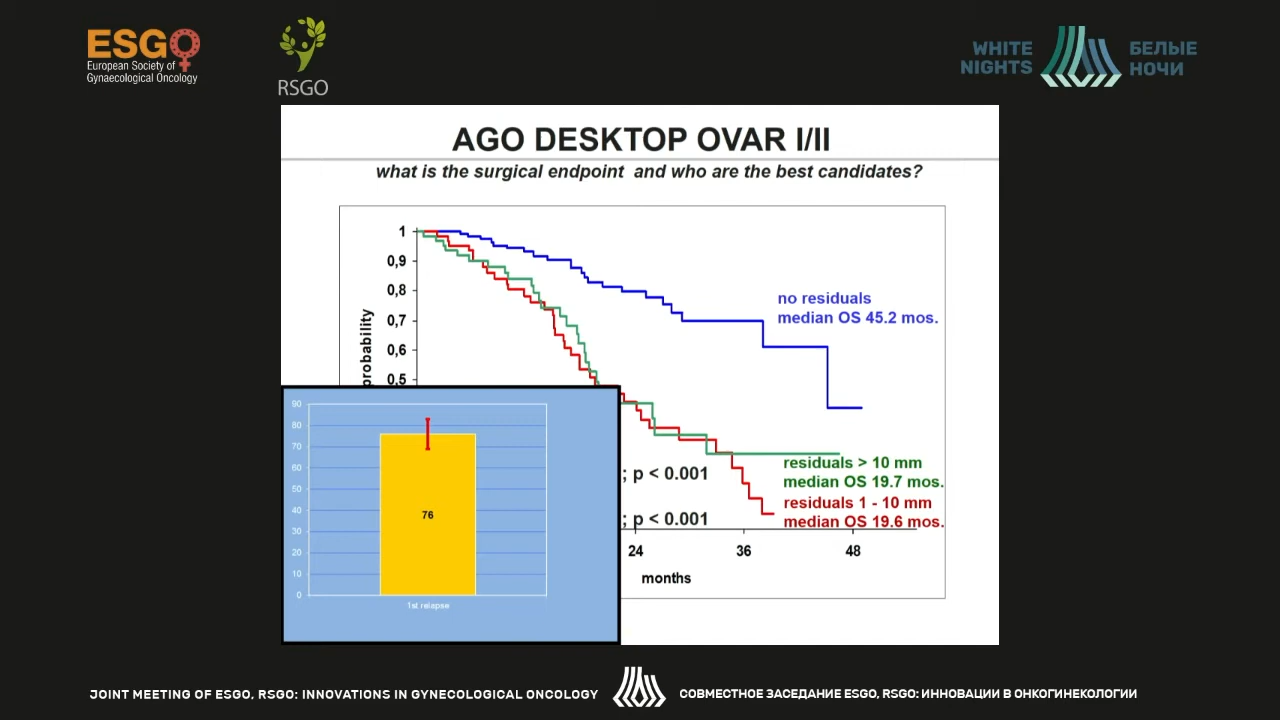 ESGO
European Society of
Gynaecological Oncology
RSGO
WHITE
NIGHTS
БЕЛЫЕ
НОЧИ
AGO DESKTOP OVAR I/II
what is the surgical endpoint and who are the best candidates?
1
0,9
0,8
0,7
0,6
0,5
probability
no residuals
median OS 45.2 mos.
residuals > 10 mm
median OS 19.7 mos.
residuals 1 - 10 mm
median OS 19.6 mos.
; p < 0.001
; p < 0.001
24
36
48
months
90
80
70
60
50
40
30
20
10
0
76
1st relapse
JOINT MEETING OF ESGO, RSGO: INNOVATIONS IN GYNECOLOGICAL ONCOLOGY
СОВМЕСТНОЕ ЗАСЕДАНИЕ ESGO, RSGO: ИННОВАЦИИ В ОНКОГИНЕКОЛОГИИ